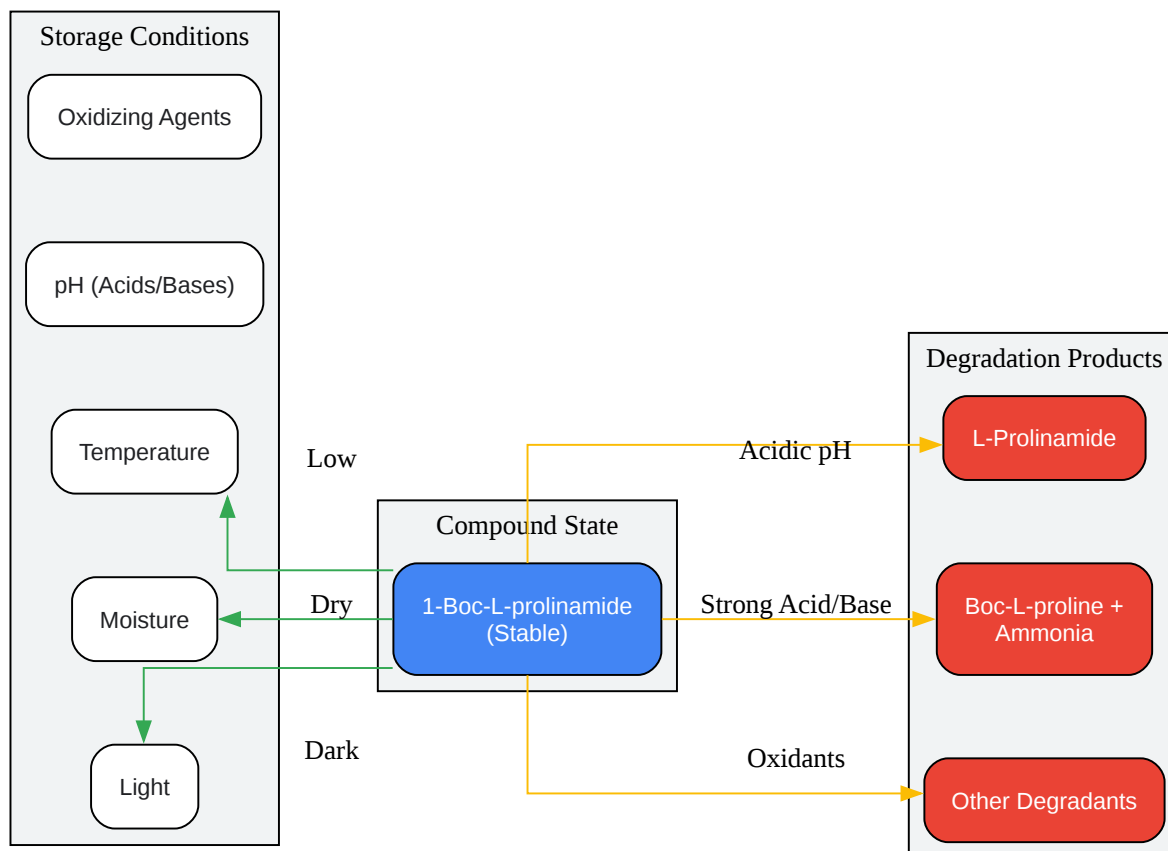 Storage Conditions
Oxidizing Agents
pH (Acids/Bases)
Temperature
Moisture
Light
Low
Dry
Dark
Compound State
1-Boc-L-prolinamide
(Stable)
Acidic pH
Strong Acid/Base
Oxidants
Degradation Products
L-Prolinamide
Boc-L-proline +
Ammonia
Other Degradants